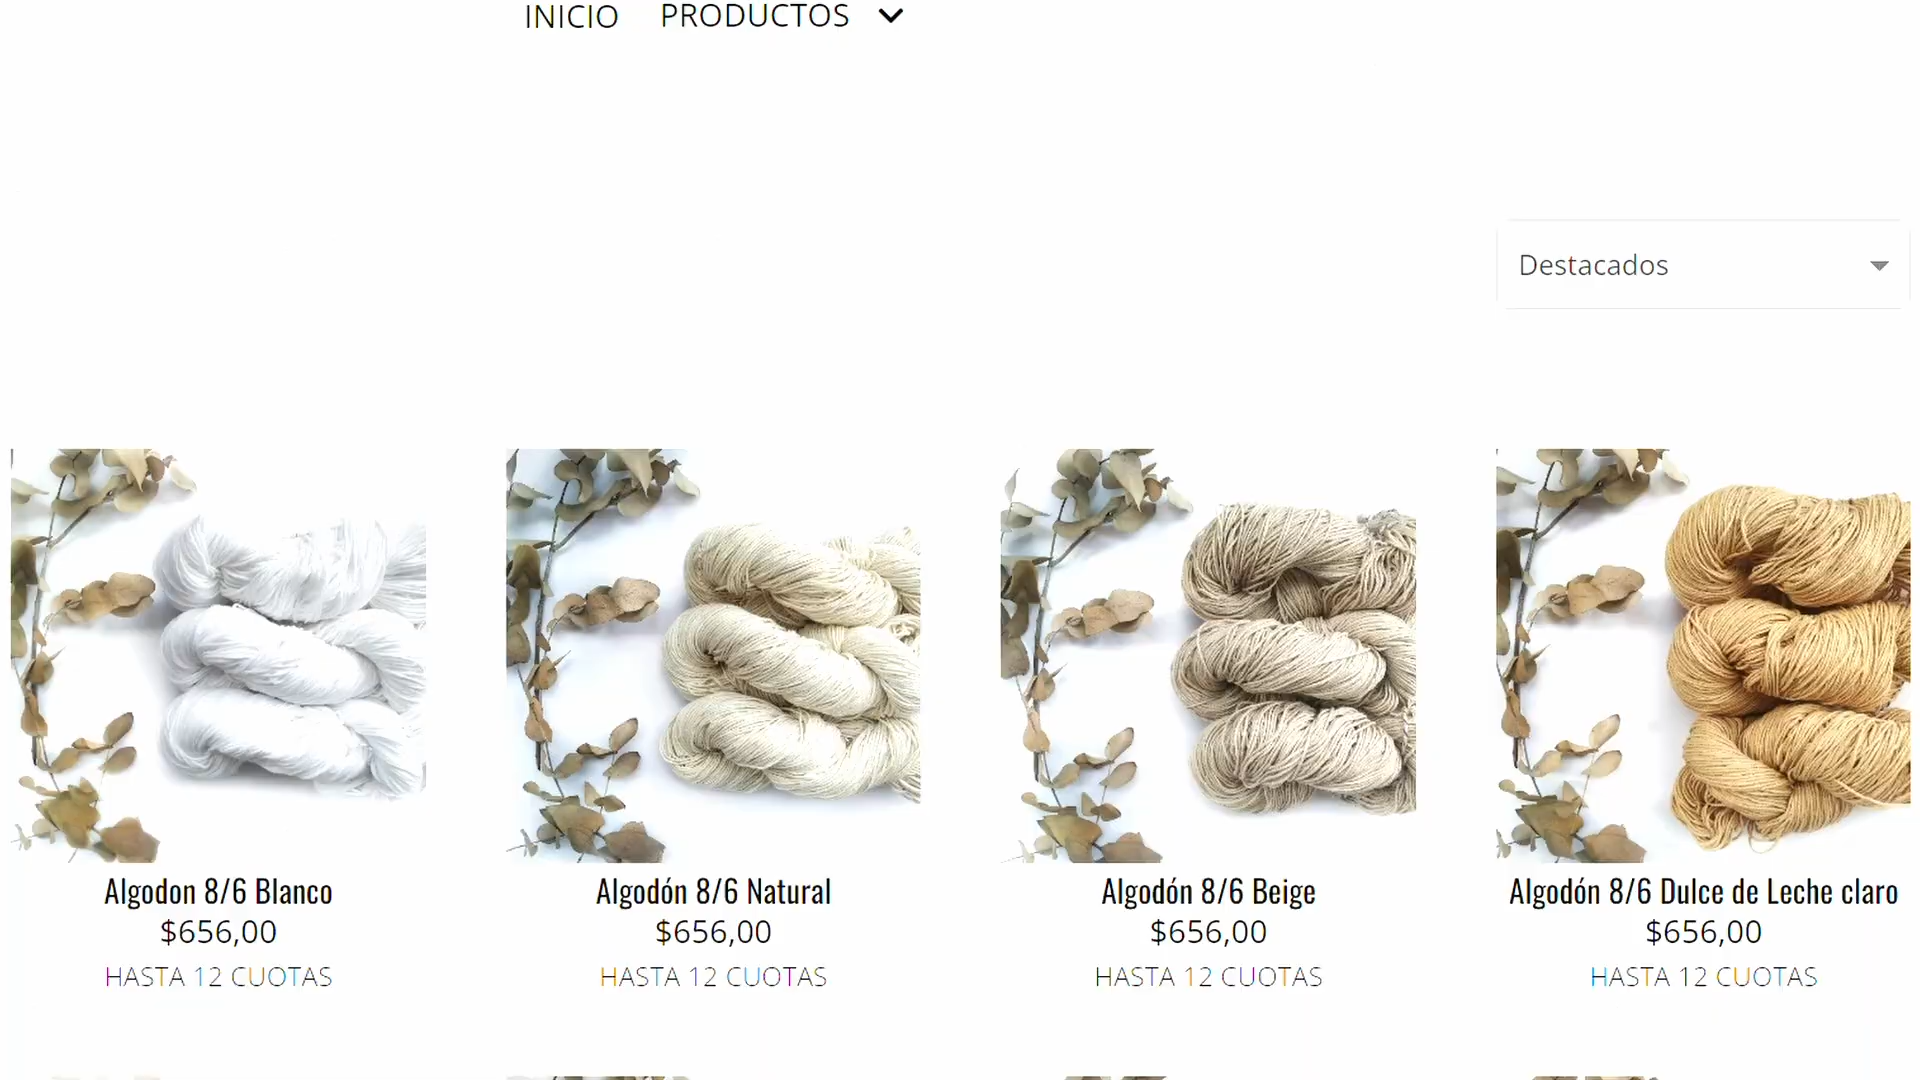 INICIO PRODUCTOS
Destacados
Algodon 8/6 Blanco
$656,00
HASTA 12 CUOTAS
Algodón 8/6 Natural
$656,00
HASTA 12 CUOTAS
Algodón 8/6 Beige
$656,00
HASTA 12 CUOTAS
Algodón 8/6 Dulce de Leche claro
$656,00
HASTA 12 CUOTAS